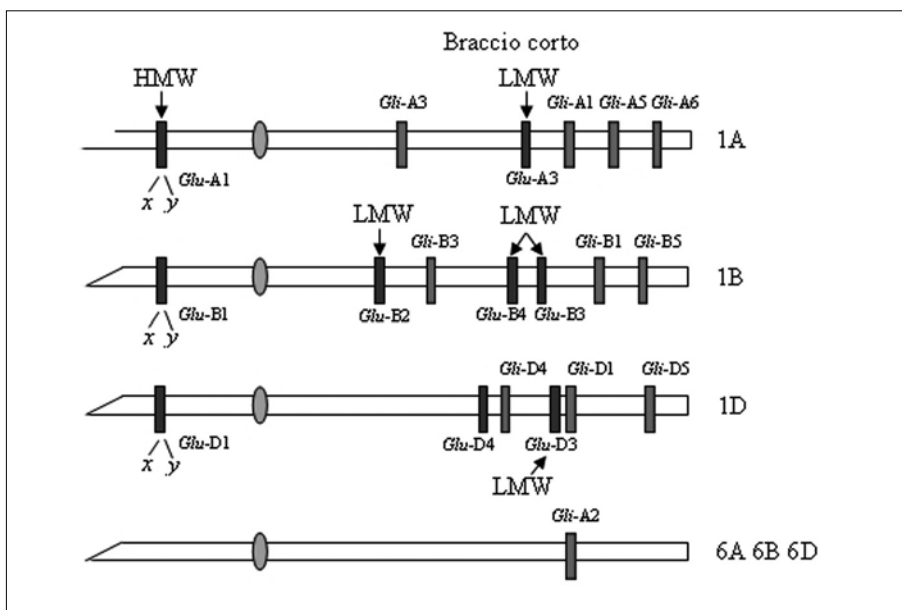 Braccio corto
HMW
LMW
Gli-A3
Gli-A1
Gli-A5
Gli-A6
1A
Glu-A1
Glu-A3
x y
LMW
LMW
Gli-B3
Gli-B1
Gli-B5
1B
Glu-B1
Glu-B2
Glu-B4
Glu-B3
x y
Gli-D4
Gli-D1
Gli-D5
1D
Glu-D1
Glu-D4
Glu-D3
x y
LMW
Gli-A2
6A 6B 6D